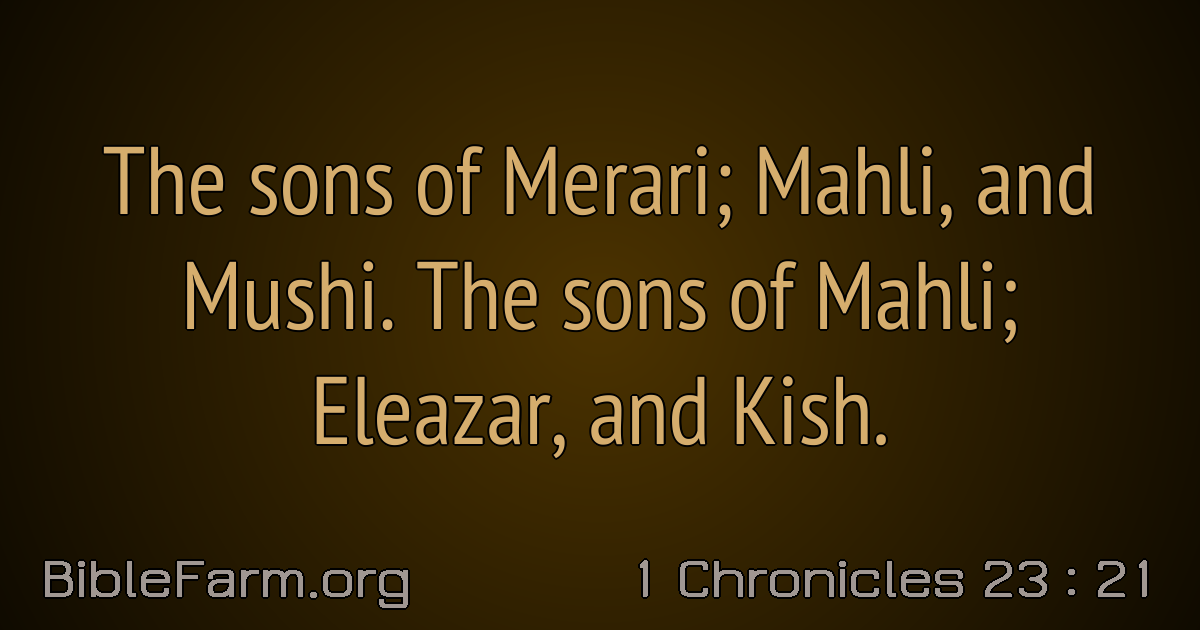 The sons of Merari; Mahli, and
Mushi. The sons of Mahli;
Eleazar, and Kish.
BibleFarm.org
1 Chronicles 23 : 21